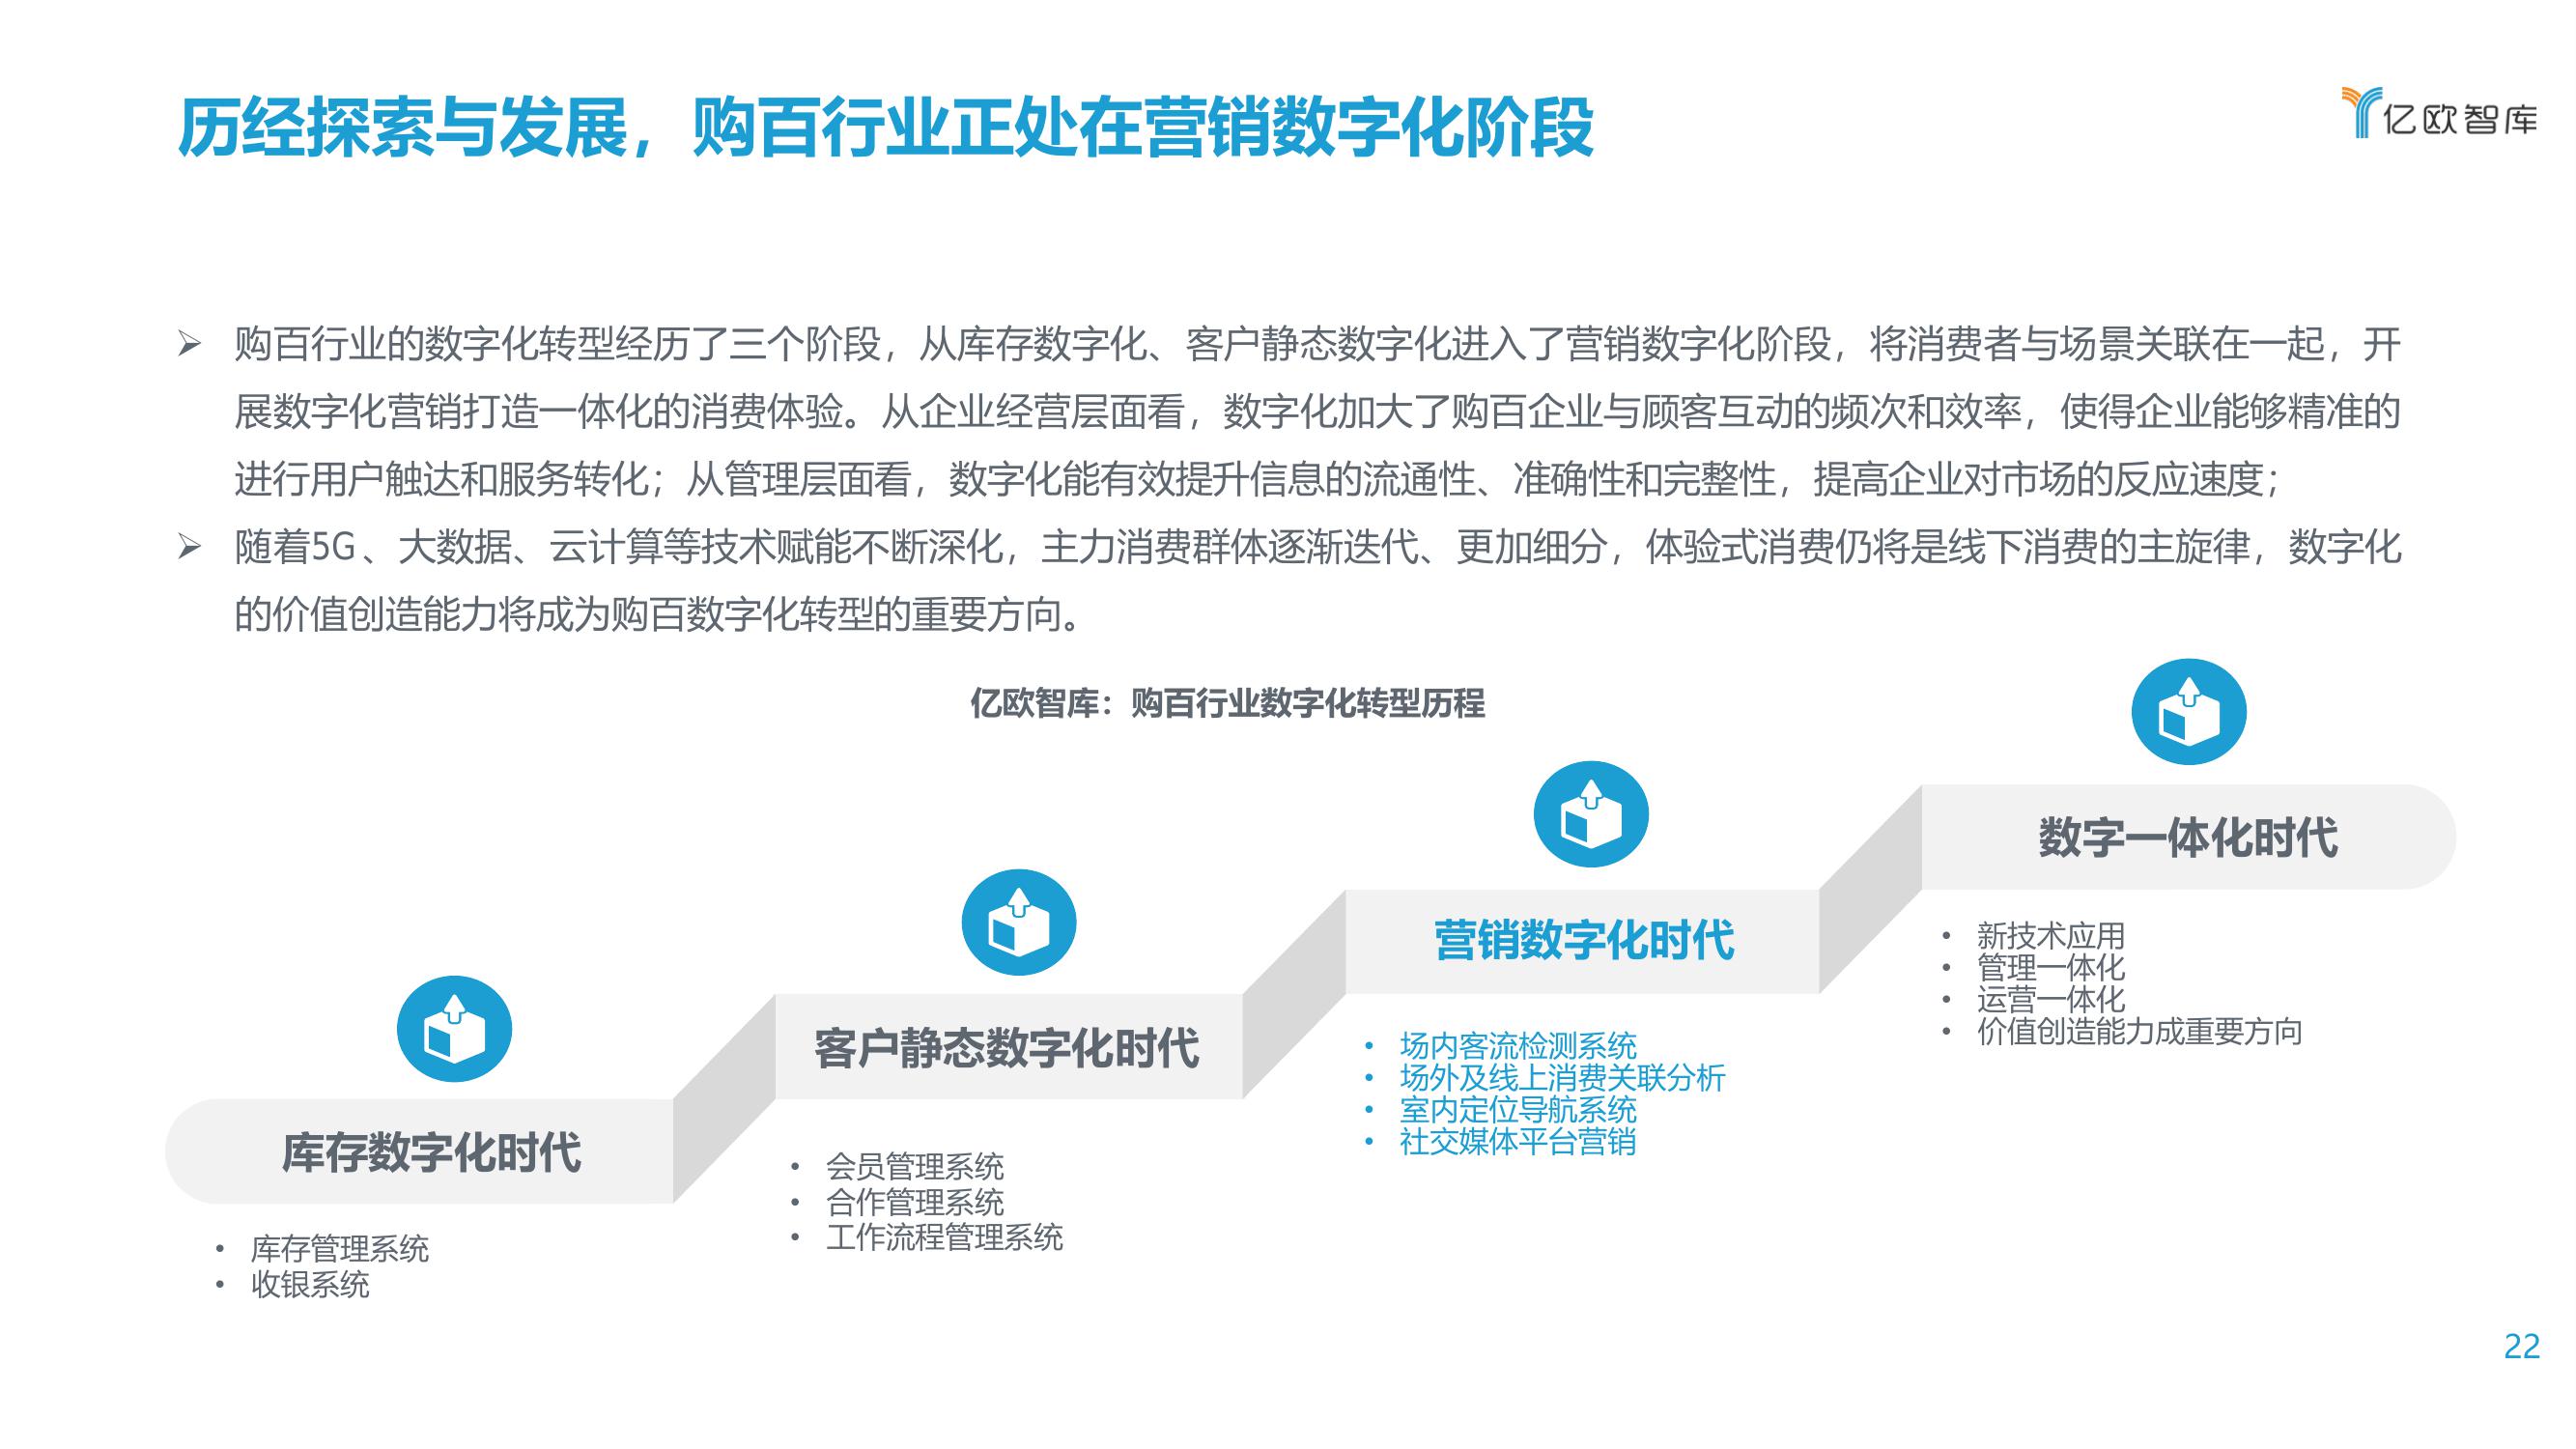 历经探索与发展，购百行业正处在营销数字化阶段
亿欧智库
➢ 购百行业的数字化转型经历了三个阶段，从库存数字化、客户静态数字化进入了营销数字化阶段，将消费者与场景关联在一起，开
展数字化营销打造一体化的消费体验。从企业经营层面看，数字化加大了购百企业与顾客互动的频次和效率，使得企业能够精准的
进行用户触达和服务转化；从管理层面看，数字化能有效提升信息的流通性、准确性和完整性，提高企业对市场的反应速度；
➢ 随着5G、大数据、云计算等技术赋能不断深化，主力消费群体逐渐迭代、更加细分，体验式消费仍将是线下消费的主旋律，数字化
的价值创造能力将成为购百数字化转型的重要方向。
亿欧智库：购百行业数字化转型历程
库存数字化时代
• 库存管理系统
• 收银系统
客户静态数字化时代
• 会员管理系统
• 合作管理系统
• 工作流程管理系统
营销数字化时代
• 场内客流检测系统
• 场外及线上消费关联分析
• 室内定位导航系统
• 社交媒体平台营销
数字一体化时代
• 新技术应用
• 管理一体化
• 运营一体化
• 价值创造能力成重要方向
22